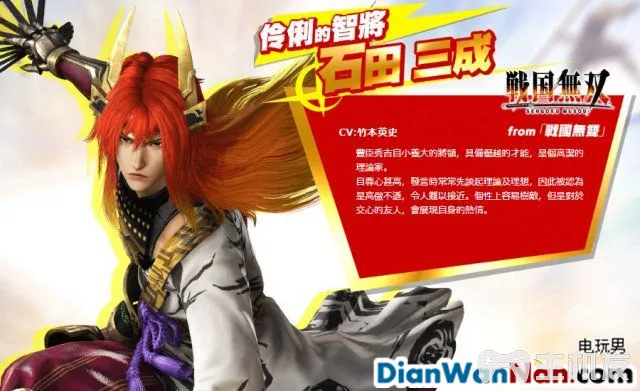 伶俐的智將
石田 三成
戦国無双
SENGOKU MUSOU
CV:竹本英史
from「戰國無雙」
豐臣秀吉自小養大的將領，具備優越的才能，是個高潔的
理論家。
自尊心甚高，發言時常常先談起理論及理想，因此被認為
是高傲不遜，令人難以接近。個性上容易樹敵，但是對於
交心的友人，會展現自身的熱情。
电玩男
DianWanNan.com